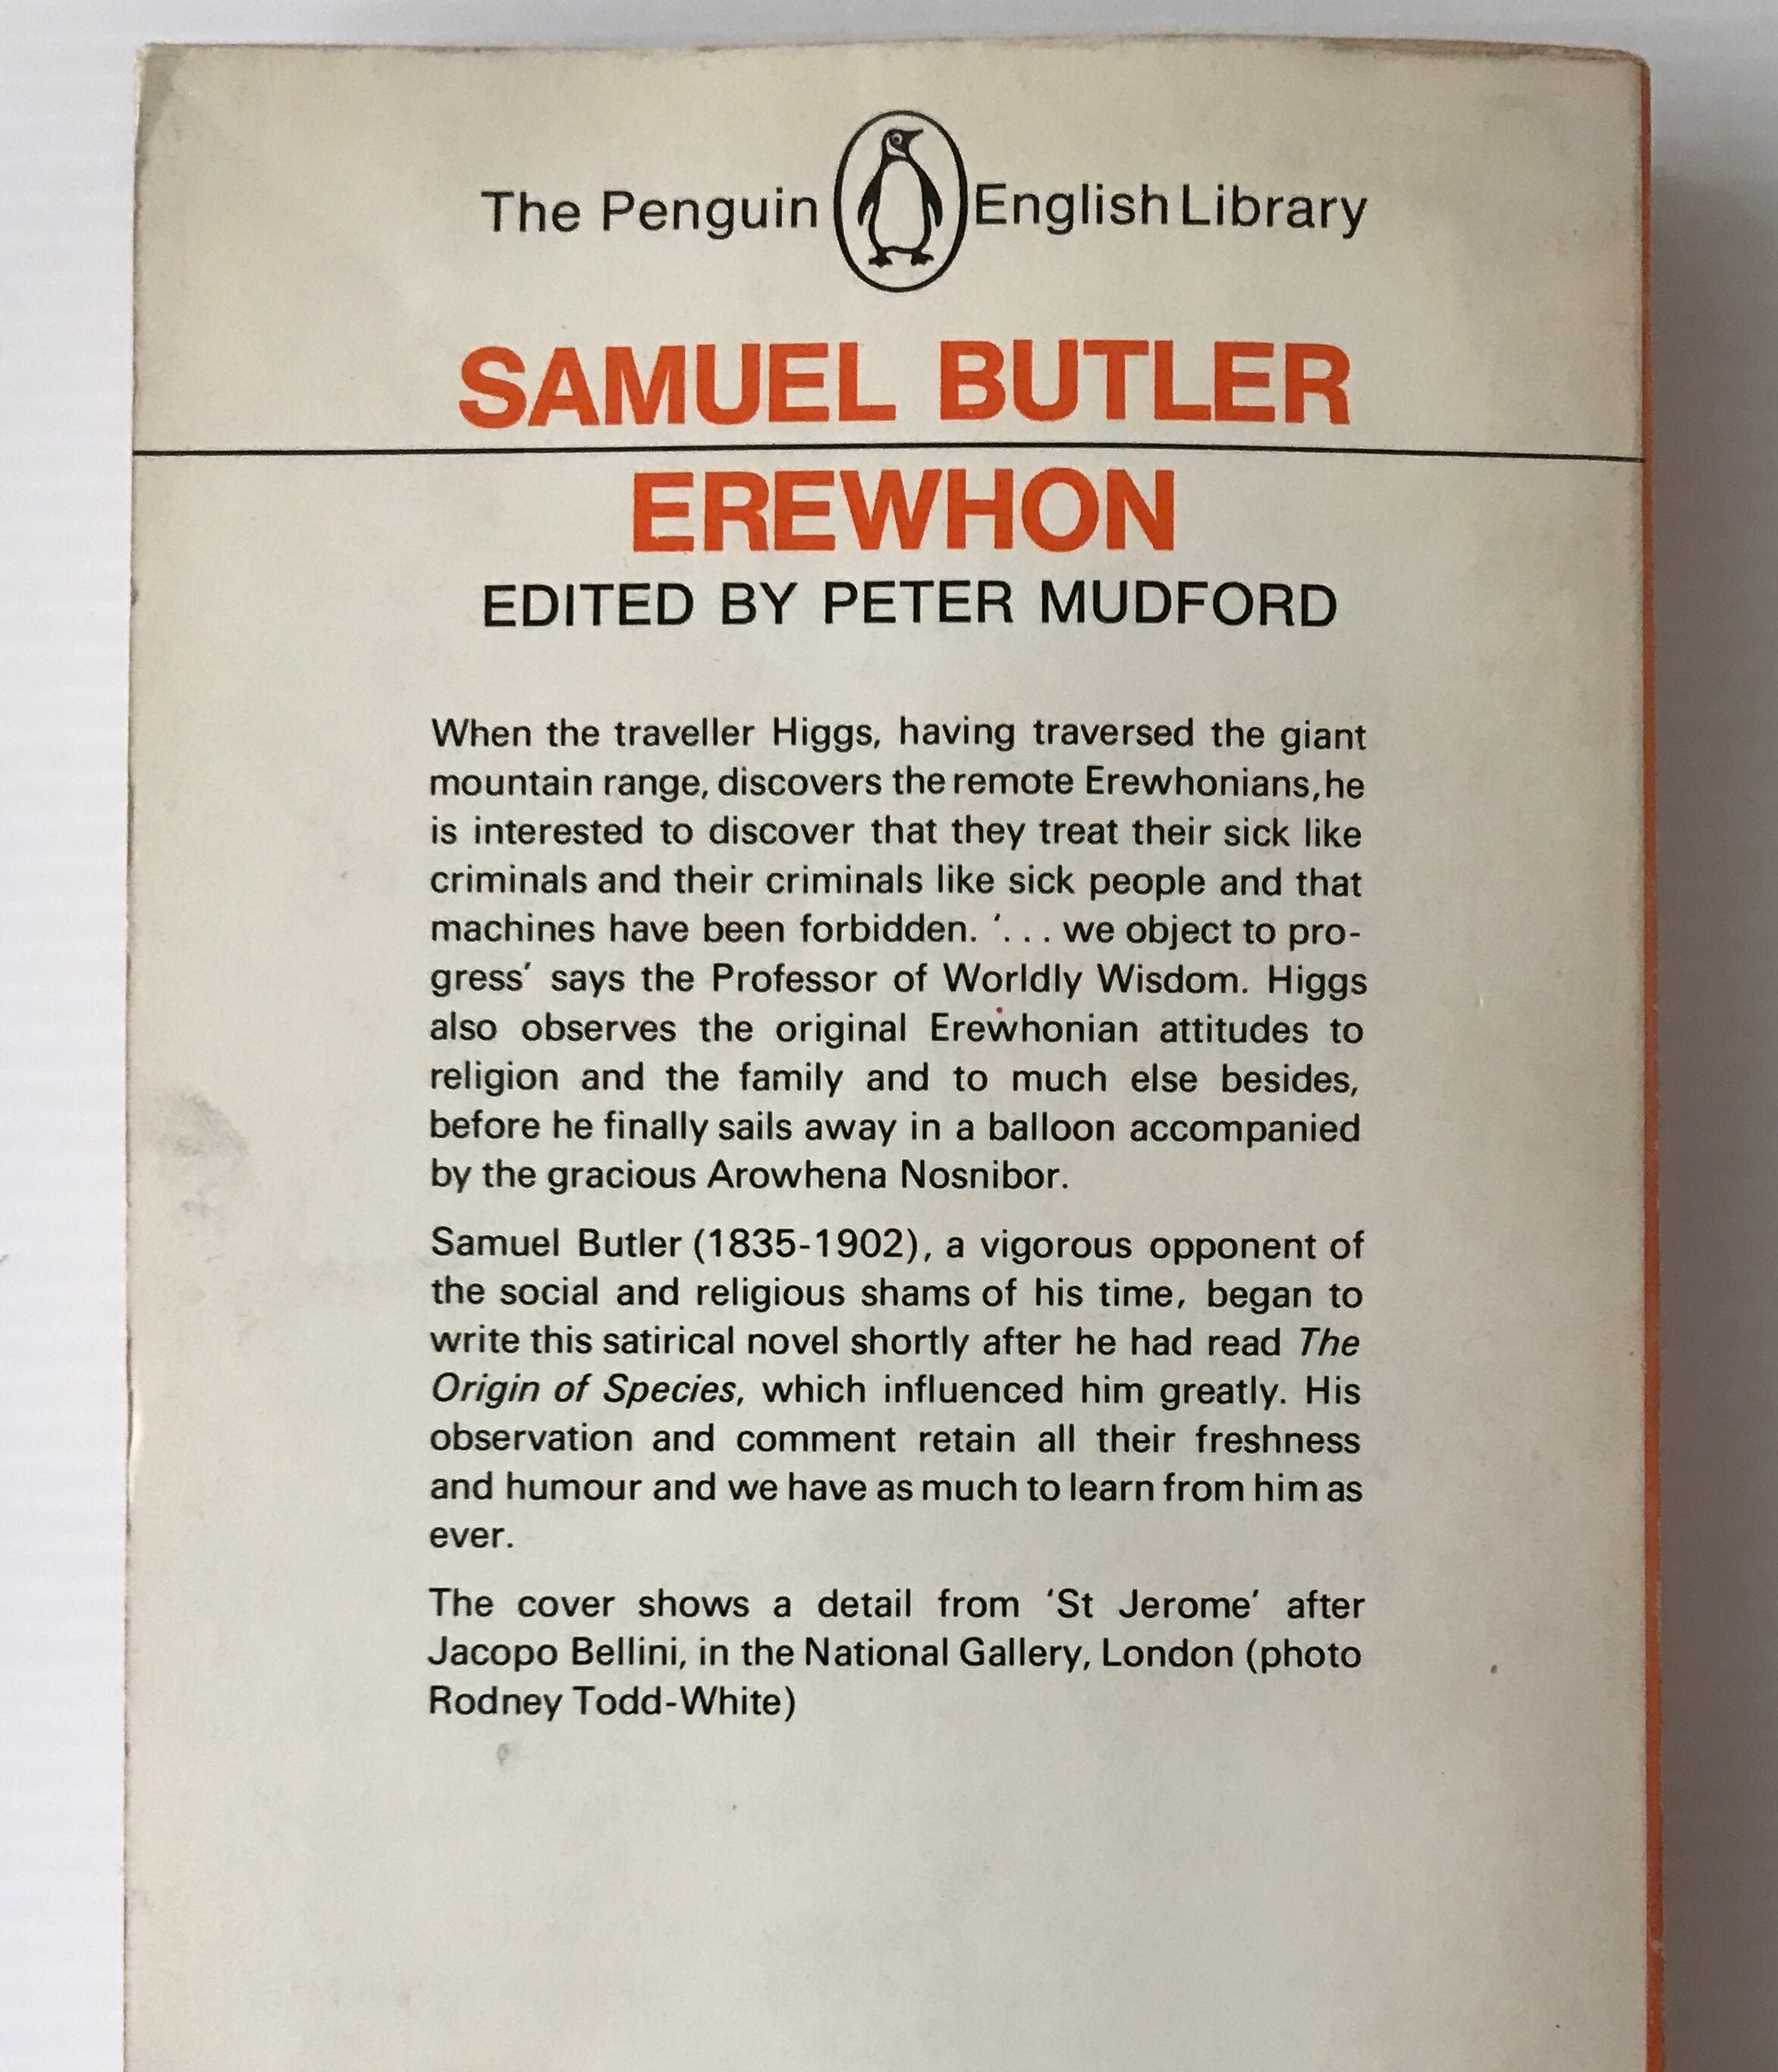 The Penguin English Library
SAMUEL BUTLER
EREWHON
EDITED BY PETER MUDFORD
When the traveller Higgs, having traversed the giant
mountain range, discovers the remote Erewhonians, he
is interested to discover that they treat their sick like
criminals and their criminals like sick people and that
machines have been forbidden. ‘. . . we object to pro-
gress’ says the Professor of Worldly Wisdom. Higgs
also observes the original Erewhonian attitudes to
religion and the family and to much else besides,
before he finally sails away in a balloon accompanied
by the gracious Arowhena Nosnibor.
Samuel Butler (1835-1902), a vigorous opponent of
the social and religious shams of his time, began to
write this satirical novel shortly after he had read The
Origin of Species, which influenced him greatly. His
observation and comment retain all their freshness
and humour and we have as much to learn from him as
ever.
The cover shows a detail from ‘St Jerome’ after
Jacopo Bellini, in the National Gallery, London (photo
Rodney Todd-White)